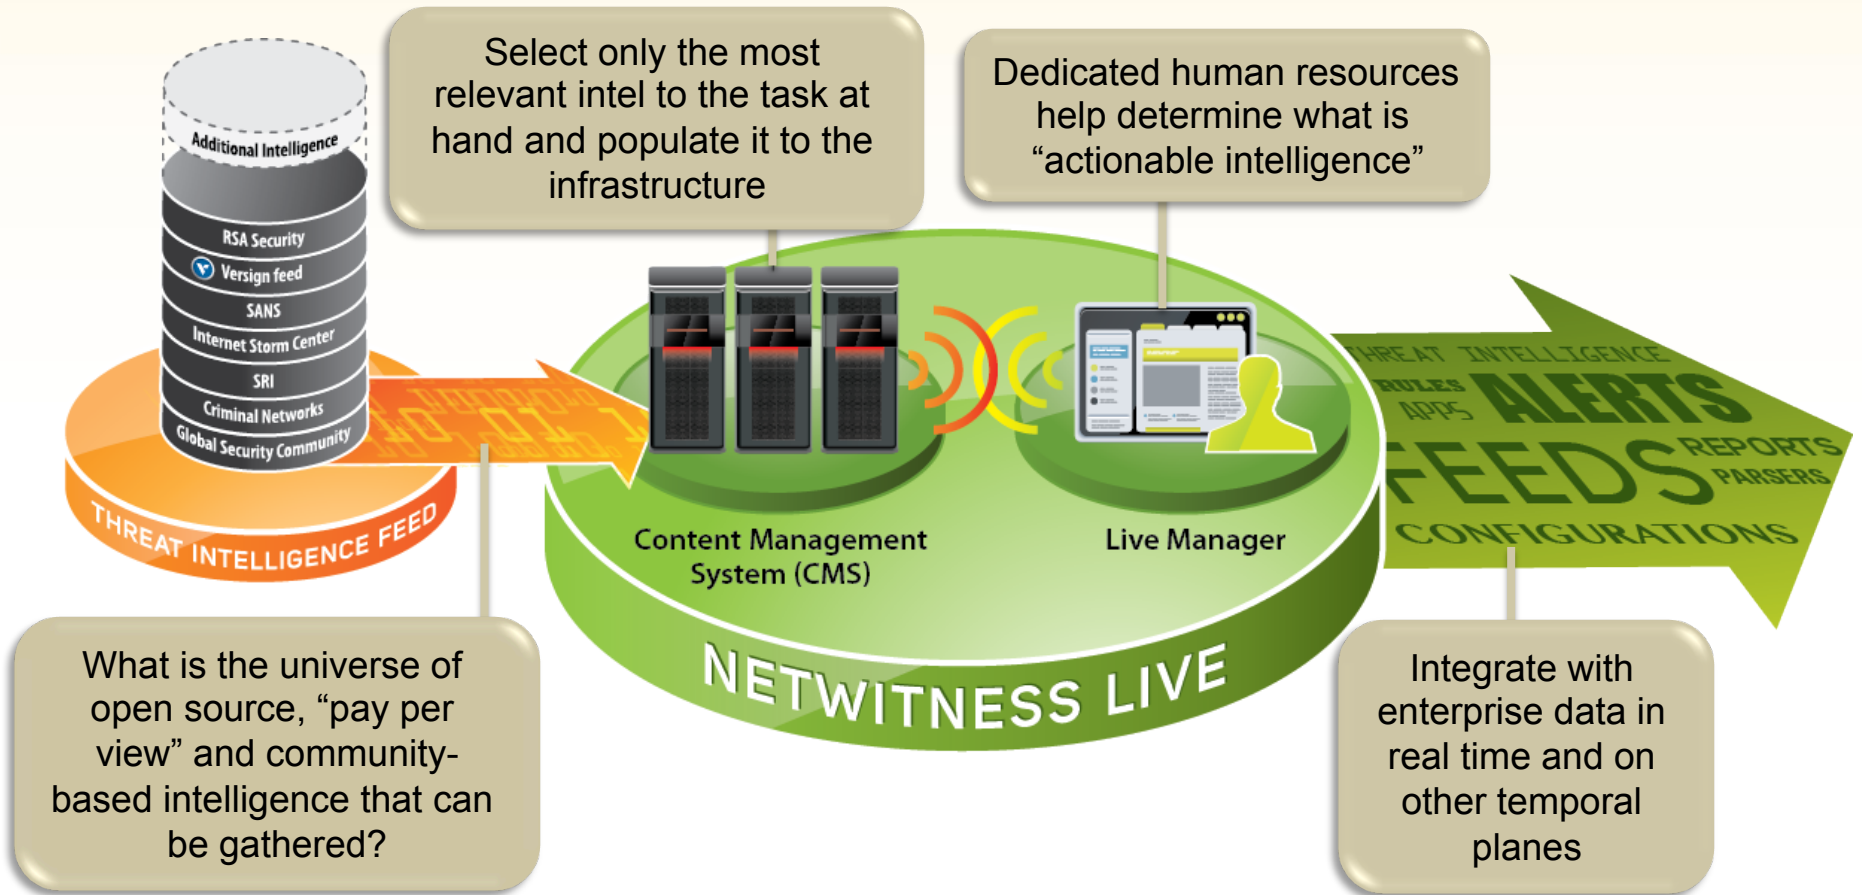 Select only the most
relevant intel to the task at
hand and populate it to the
infrastructure
Dedicated human resources
help determine what is
“actionable intelligence”
Additional Intelligence
RSA Security
Versign feed
SANS
Internet Storm Center
SRI
Criminal Networks
Global Security Community
THREAT INTELLIGENCE FEED
Content Management
System (CMS)
Live Manager
NETWITNESS LIVE
THREAT INTELLIGENCE
RULES
ALERTS
APPS
FEEDS
REPORTS
PARSERS
CONFIGURATIONS
What is the universe of
open source, “pay per
view” and community-
based intelligence that can
be gathered?
Integrate with
enterprise data in
real time and on
other temporal
planes